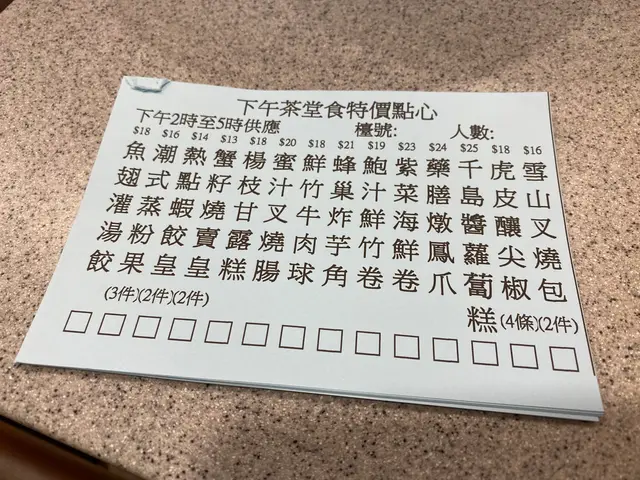 下午茶堂食特價點心
下午2時至5時供應 檯號: 人數:
$16 雪山叉燒包 (2件)
$18 虎皮釀尖椒 (4條)
$25 千島醬蘿蔔糕
$24 藥膳燉鳳爪
$23 紫菜海鮮卷
$19 鮑汁鮮竹卷
$21 蜂巢炸芋角
$18 鮮竹牛肉球
$20 蜜汁叉燒腸
$18 楊枝甘露糕
$13 蟹籽燒賣皇 (2件)
$14 熱點蝦餃皇 (2件)
$16 潮式蒸粉果 (3件)
$18 魚翅灌湯餃